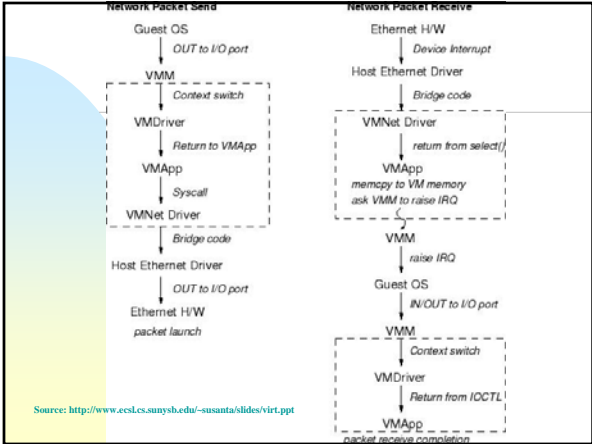 Network Packet Send
Guest OS
OUT to I/O port
VMM
Context switch
VMDriver
Return to VMApp
VMApp
Syscall
VMNet Driver
Bridge code
Host Ethernet Driver
OUT to I/O port
Ethernet H/W
packet launch
Network Packet Receive
Ethernet H/W
Device Interrupt
Host Ethernet Driver
Bridge code
VMNet Driver
return from select()
VMApp
memcpy to VM memory
ask VMM to raise IRQ
VMM
raise IRQ
Guest OS
IN/OUT to I/O port
VMM
Context switch
VMDriver
Return from IOCTL
VMApp
packet receive completion
Source: http://www.ecsl.cs.sunysb.edu/~susanta/slides/virt.ppt